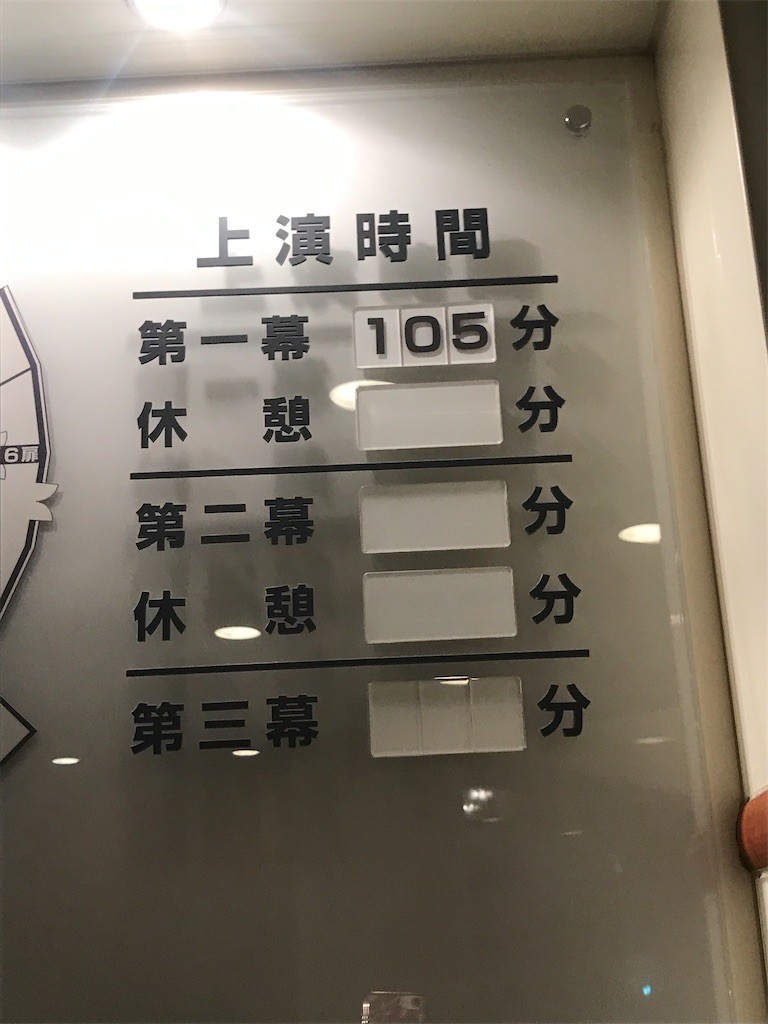 上演時間
第一幕 105 分
休憩 分
6扉
第二幕 分
休憩 分
第三幕 分